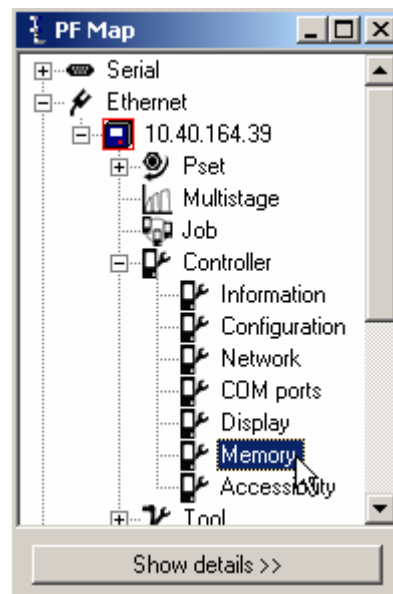 PF Map
Serial
Ethernet
10.40.164.39
Pset
Multistage
Job
Controller
Information
Configuration
Network
COM ports
Display
Memory
Accessibility
Tool
Show details >>